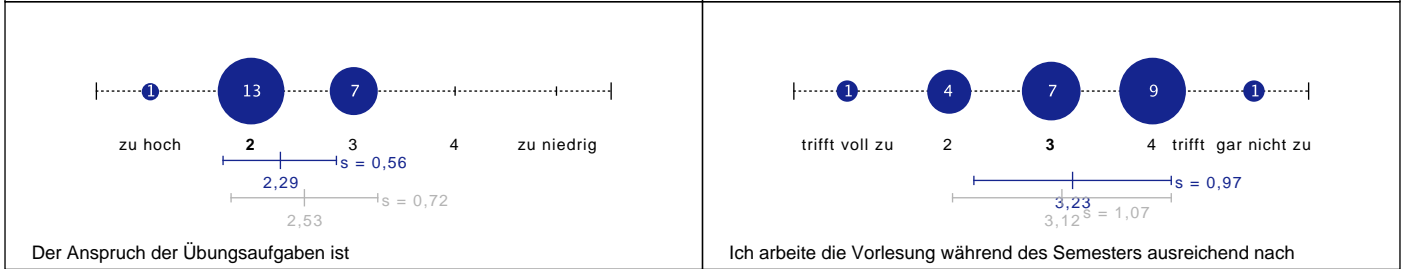 1 13 7
zu hoch 2 3 4 zu niedrig
s = 0,56
2,29
s = 0,72
2,53
Der Anspruch der Übungsaufgaben ist
1 4 7 9 1
trifft voll zu 2 3 4 trifft gar nicht zu
s = 0,97
3,23
s = 1,07
3,12
Ich arbeite die Vorlesung während des Semesters ausreichend nach